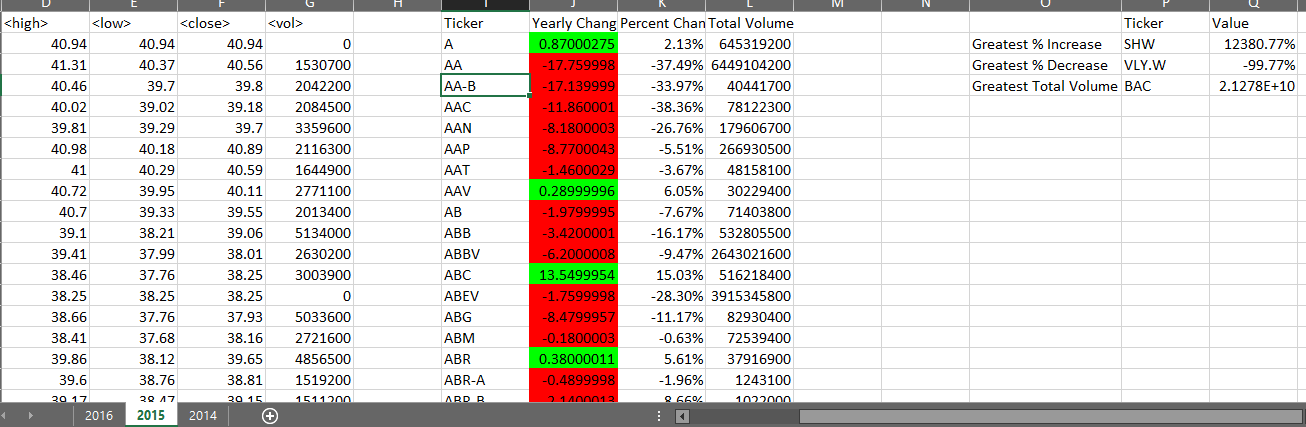 D E F G H I J K L M N O P Q
<high> <low> <close> <vol> Ticker Yearly Chang Percent Chan Total Volume Ticker Value
40.94 40.94 40.94 0 A 0.87000275 2.13% 645319200 Greatest % Increase SHW 12380.77%
41.31 40.37 40.56 1530700 AA -17.759998 -37.49% 6449104200 Greatest % Decrease VLY.W -99.77%
40.46 39.7 39.8 2042200 AA-B -17.139999 -33.97% 40441700 Greatest Total Volume BAC 2.1278E+10
40.02 39.02 39.18 2084500 AAC -11.860001 -38.36% 78122300
39.81 39.29 39.7 3359600 AAN -8.1800003 -26.76% 179606700
40.98 40.18 40.89 2116300 AAP -8.7700043 -5.51% 266930500
41 40.29 40.59 1644900 AAT -1.4600029 -3.67% 48158100
40.72 39.95 40.11 2771100 AAV 0.28999996 6.05% 30229400
40.7 39.33 39.55 2013400 AB -1.9799995 -7.67% 71403800
39.1 38.21 39.06 5134000 ABB -3.4200001 -16.17% 532805500
39.41 37.99 38.01 2630200 ABBV -6.2000008 -9.47% 2643021600
38.46 37.76 38.25 3003900 ABC 13.5499954 15.03% 516218400
38.25 38.25 38.25 0 ABEV -1.7599998 -28.30% 3915345800
38.66 37.76 37.93 5033600 ABG -8.4799957 -11.17% 82930400
38.41 37.68 38.16 2721600 ABM -0.1800003 -0.63% 72539400
39.86 38.12 39.65 4856500 ABR 0.38000011 5.61% 37916900
39.6 38.76 38.81 1519200 ABR-A -0.4899998 -1.96% 1243100
39.17 38.47 39.15 1511200 ABR-B -2.1400013 -8.66% 1022000
2016 2015 2014